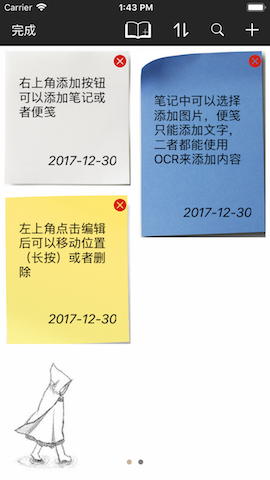 Carrier
1:43 PM
完成
右上角添加按钮
可以添加笔记或
者便笺
2017-12-30
笔记中可以选择
添加图片，便笺
只能添加文字，
二者都能使用
OCR来添加内容
2017-12-30
左上角点击编辑
后可以移动位置
（长按）或者删
除
2017-12-30